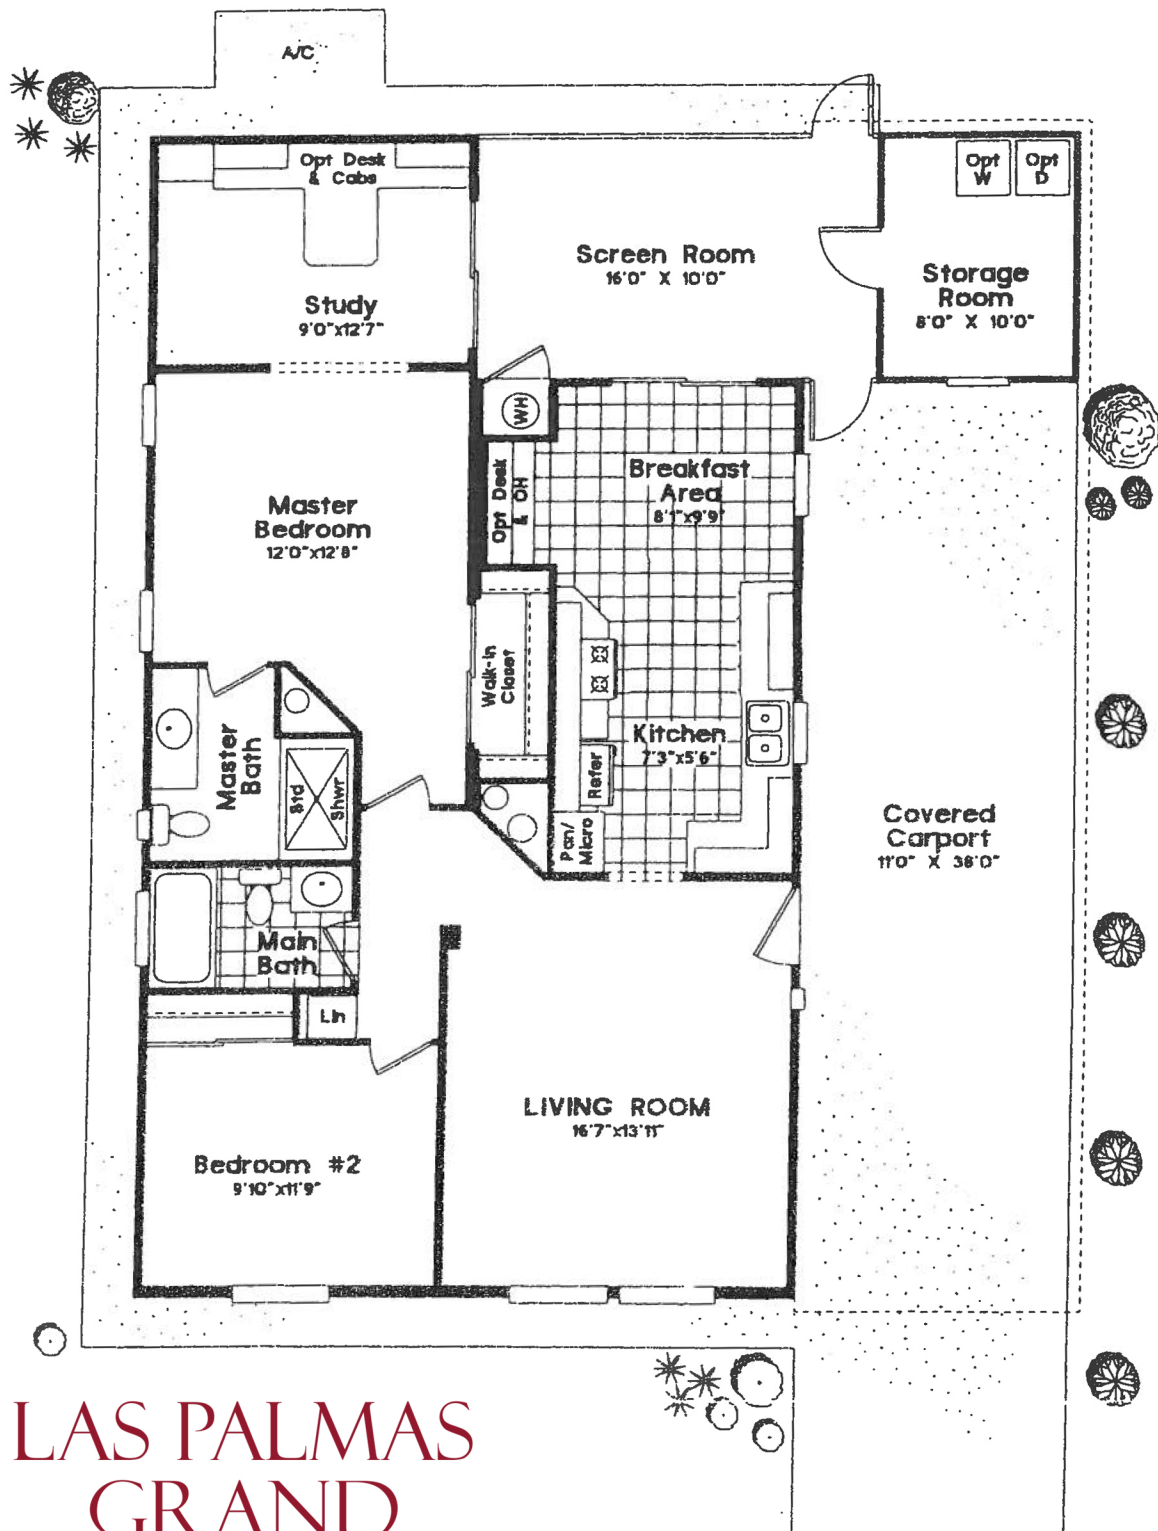 A/C
Opt Desk
& Cabs
Study
9'0"x12'7"
Screen Room
16'0" X 10'0"
Opt
W
Opt
D
Storage
Room
8'0" X 10'0"
WH
Opt Desk
& OH
Breakfast
Area
8'1"x9'9"
Master
Bedroom
12'0"x12'8"
Walk-in
Closet
Kitchen
7'3"x5'6"
Refer
Pan/
Micro
Master
Bath
Std
Shwr
Covered
Carport
11'0" X 38'0"
Main
Bath
Lin
LIVING ROOM
16'7"x13'11"
Bedroom #2
9'10"x11'9"
LAS PALMAS
GRAND